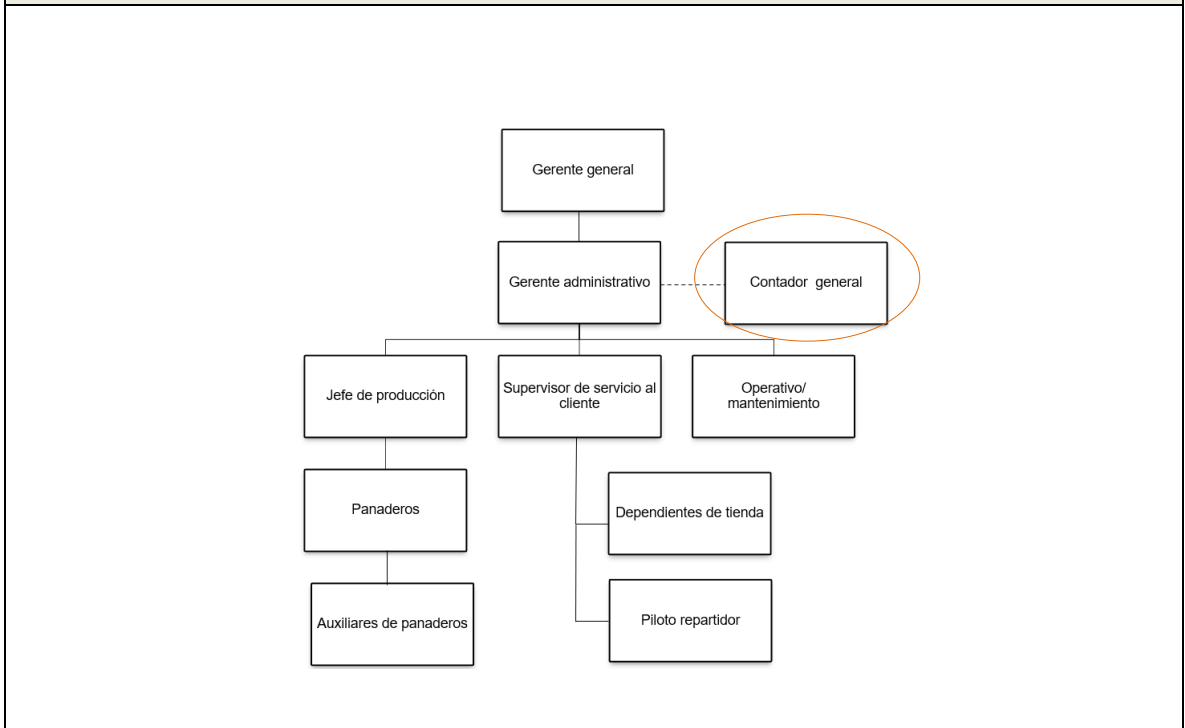 Gerente general
Gerente administrativo
Contador  general
Jefe de producción
Supervisor de servicio al
cliente
Operativo/
mantenimiento
Panaderos
Dependientes de tienda
Auxiliares de panaderos
Piloto repartidor